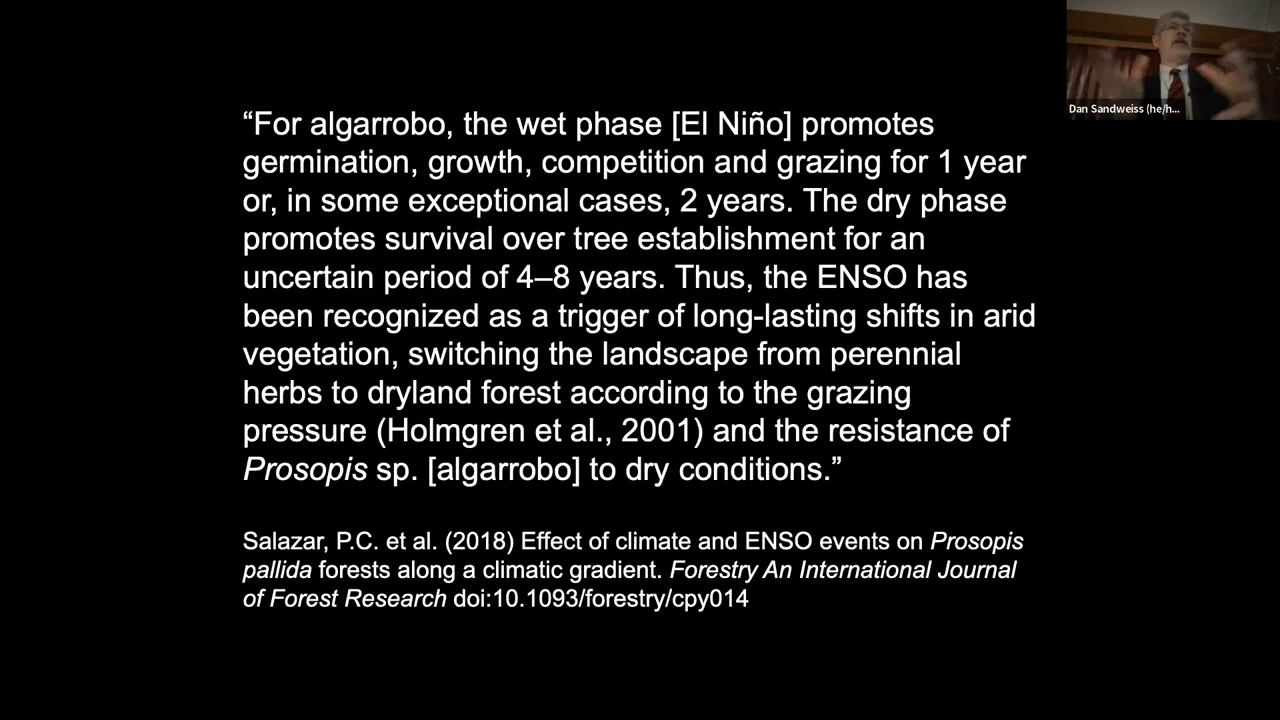 “For algarrobo, the wet phase [El Niño] promotes
germination, growth, competition and grazing for 1 year
or, in some exceptional cases, 2 years. The dry phase
promotes survival over tree establishment for an
uncertain period of 4–8 years. Thus, the ENSO has
been recognized as a trigger of long-lasting shifts in arid
vegetation, switching the landscape from perennial
herbs to dryland forest according to the grazing
pressure (Holmgren et al., 2001) and the resistance of
Prosopis sp. [algarrobo] to dry conditions.”
Salazar, P.C. et al. (2018) Effect of climate and ENSO events on Prosopis
pallida forests along a climatic gradient. Forestry An International Journal
of Forest Research doi:10.1093/forestry/cpy014
Dan Sandweiss (he/h...